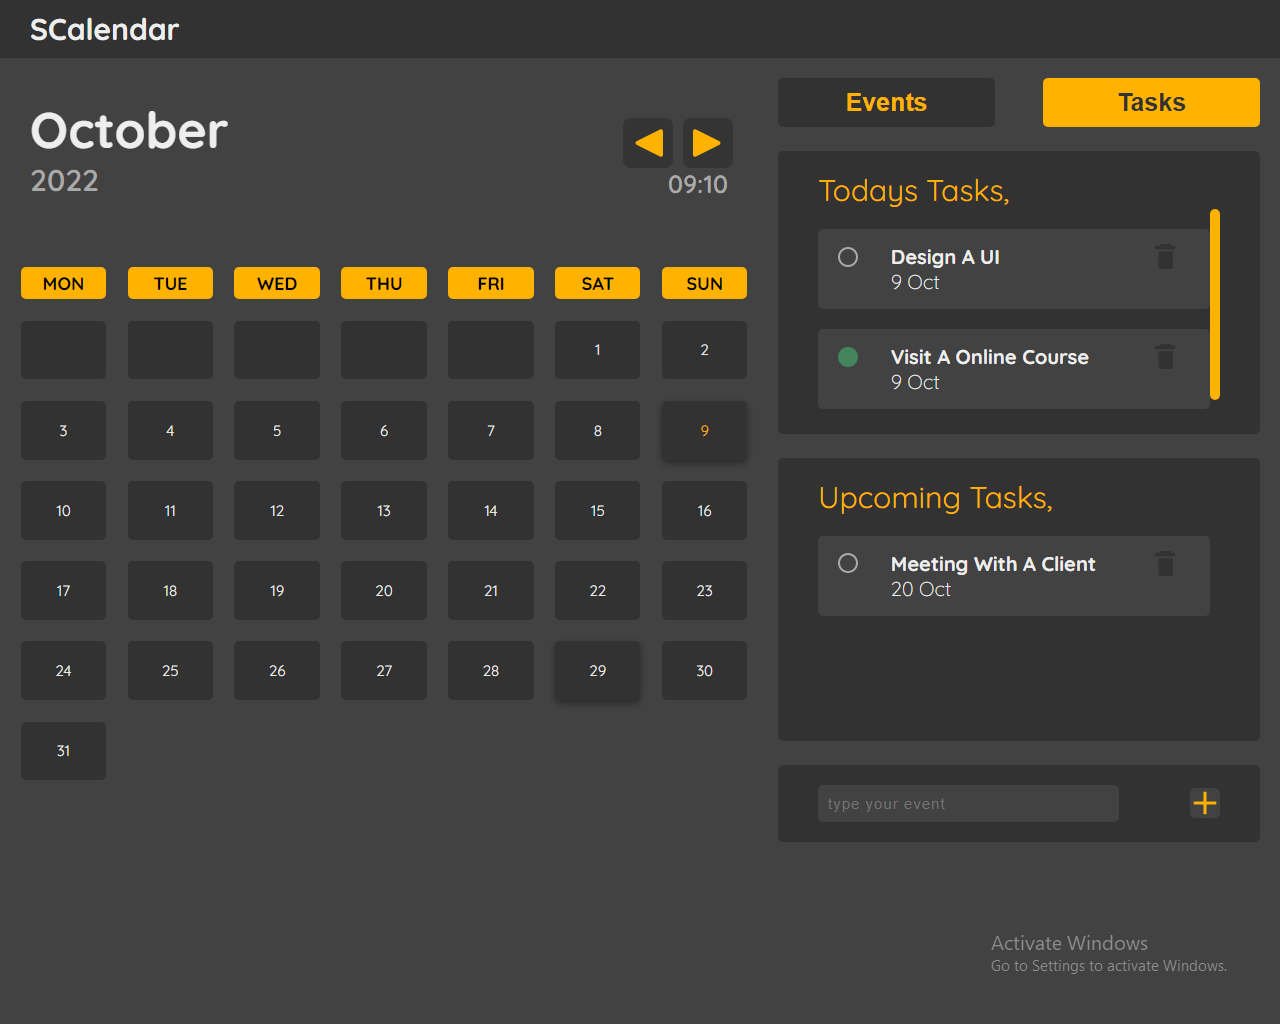 SCalendar
October
2022
09:10
MON TUE WED THU FRI SAT SUN
1 2
3 4 5 6 7 8 9
10 11 12 13 14 15 16
17 18 19 20 21 22 23
24 25 26 27 28 29 30
31
Events
Tasks
Todays Tasks,
Design A UI
9 Oct
Visit A Online Course
9 Oct
Upcoming Tasks,
Meeting With A Client
20 Oct
type your event
Activate Windows
Go to Settings to activate Windows.